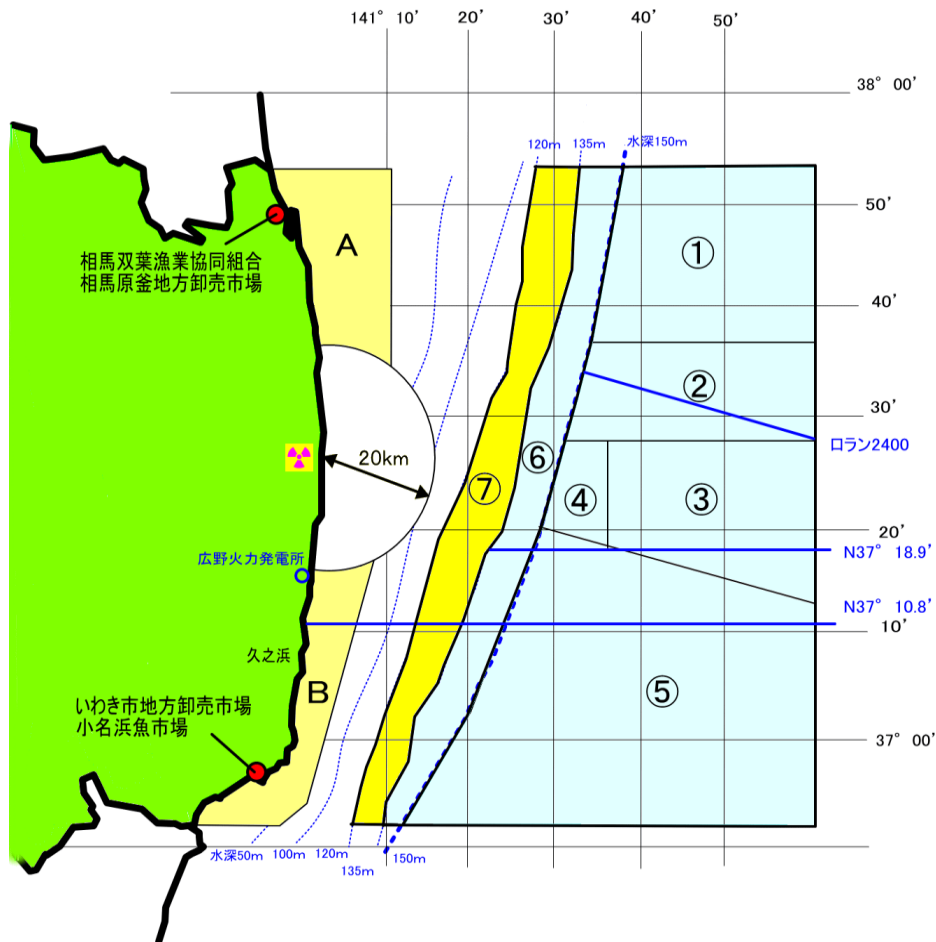 141° 10'
20'
30'
40'
50'
38° 00'
120m
135m
水深150m
50'
A
①
相馬双葉漁業協同組合
相馬原釜地方卸売市場
40'
②
30'
ロラン2400
20km
⑥
⑦
④
③
20'
広野火力発電所
N37° 18.9'
N37° 10.8'
10'
久之浜
B
⑤
いわき市地方卸売市場
小名浜魚市場
37° 00'
水深50m
100m
120m
135m
150m